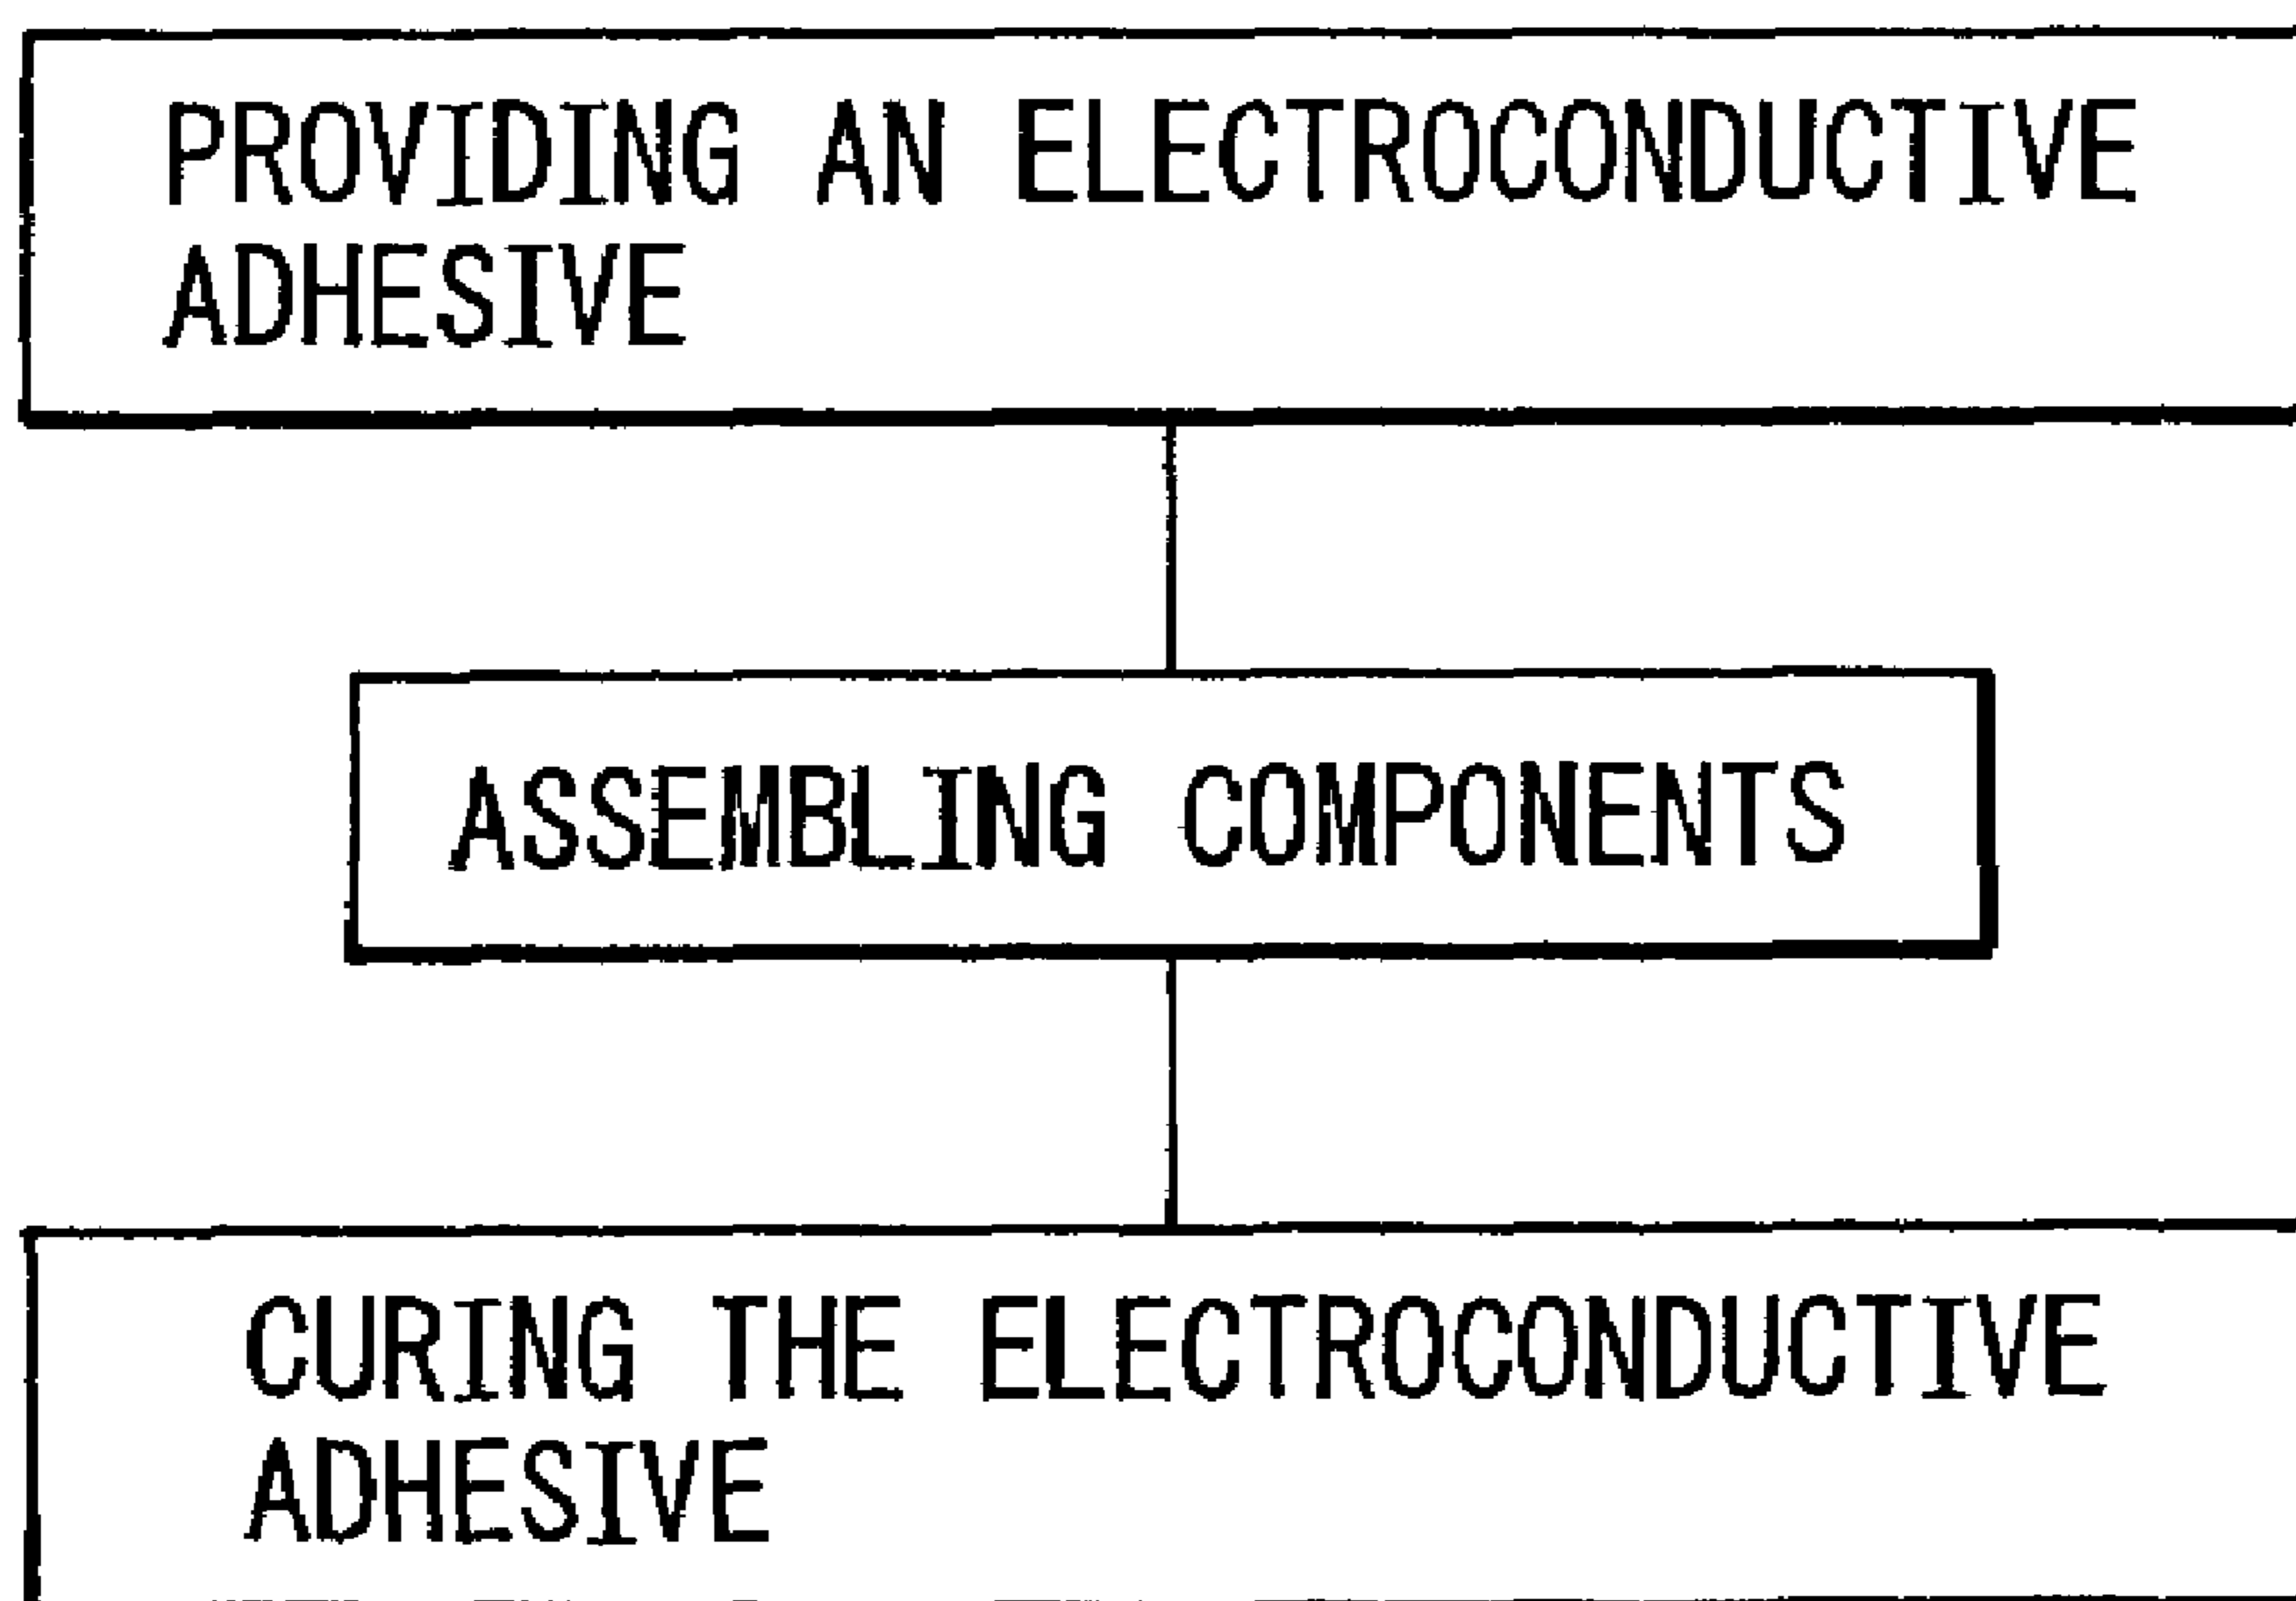 PROVIDING AN ELECTROCONDUCTIVE
ADHESIVE
ASSEMBLING COMPONENTS
CURING THE ELECTROCONDUCTIVE
ADHESIVE